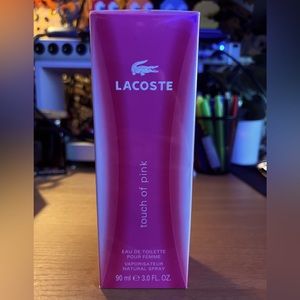 LACOSTE
touch of pink
EAU DE TOILETTE
POUR FEMME
VAPORISATEUR
NATURAL SPRAY
90 ml ℮ 3.0 FL. OZ.